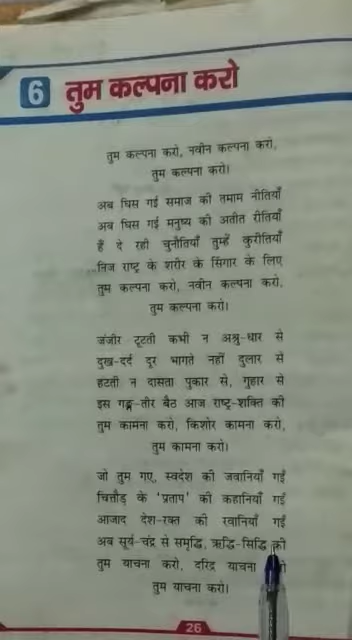 6 तुम कल्पना करो
तुम कल्पना करो, नवीन कल्पना करो,
तुम कल्पना करो।
अब घिस गई समाज की तमाम नीतियाँ
अब घिस गई मनुष्य की अतीत रीतियाँ
हैं दे रही चुनौतियाँ तुम्हें कुरीतियाँ
निज राष्ट्र के शरीर के सिंगार के लिए
तुम कल्पना करो, नवीन कल्पना करो,
तुम कल्पना करो।
जंजीर टूटती कभी न अश्रु-धार से
दुख-दर्द दूर भागते नहीं दुलार से
हटती न दासता पुकार से, गुहार से
इस गङ्ग-तीर बैठ आज राष्ट्र-शक्ति की
तुम कामना करो, किशोर कामना करो,
तुम कामना करो।
जो तुम गए, स्वदेश की जवानियाँ गईं
चित्तौड़ के 'प्रताप' की कहानियाँ गईं
आजाद देश-रक्त की रवानियाँ गईं
अब सूर्य-चंद्र से समृद्धि, ऋद्धि-सिद्धि की
तुम याचना करो, दरिद्र याचना
तुम याचना करो।
26